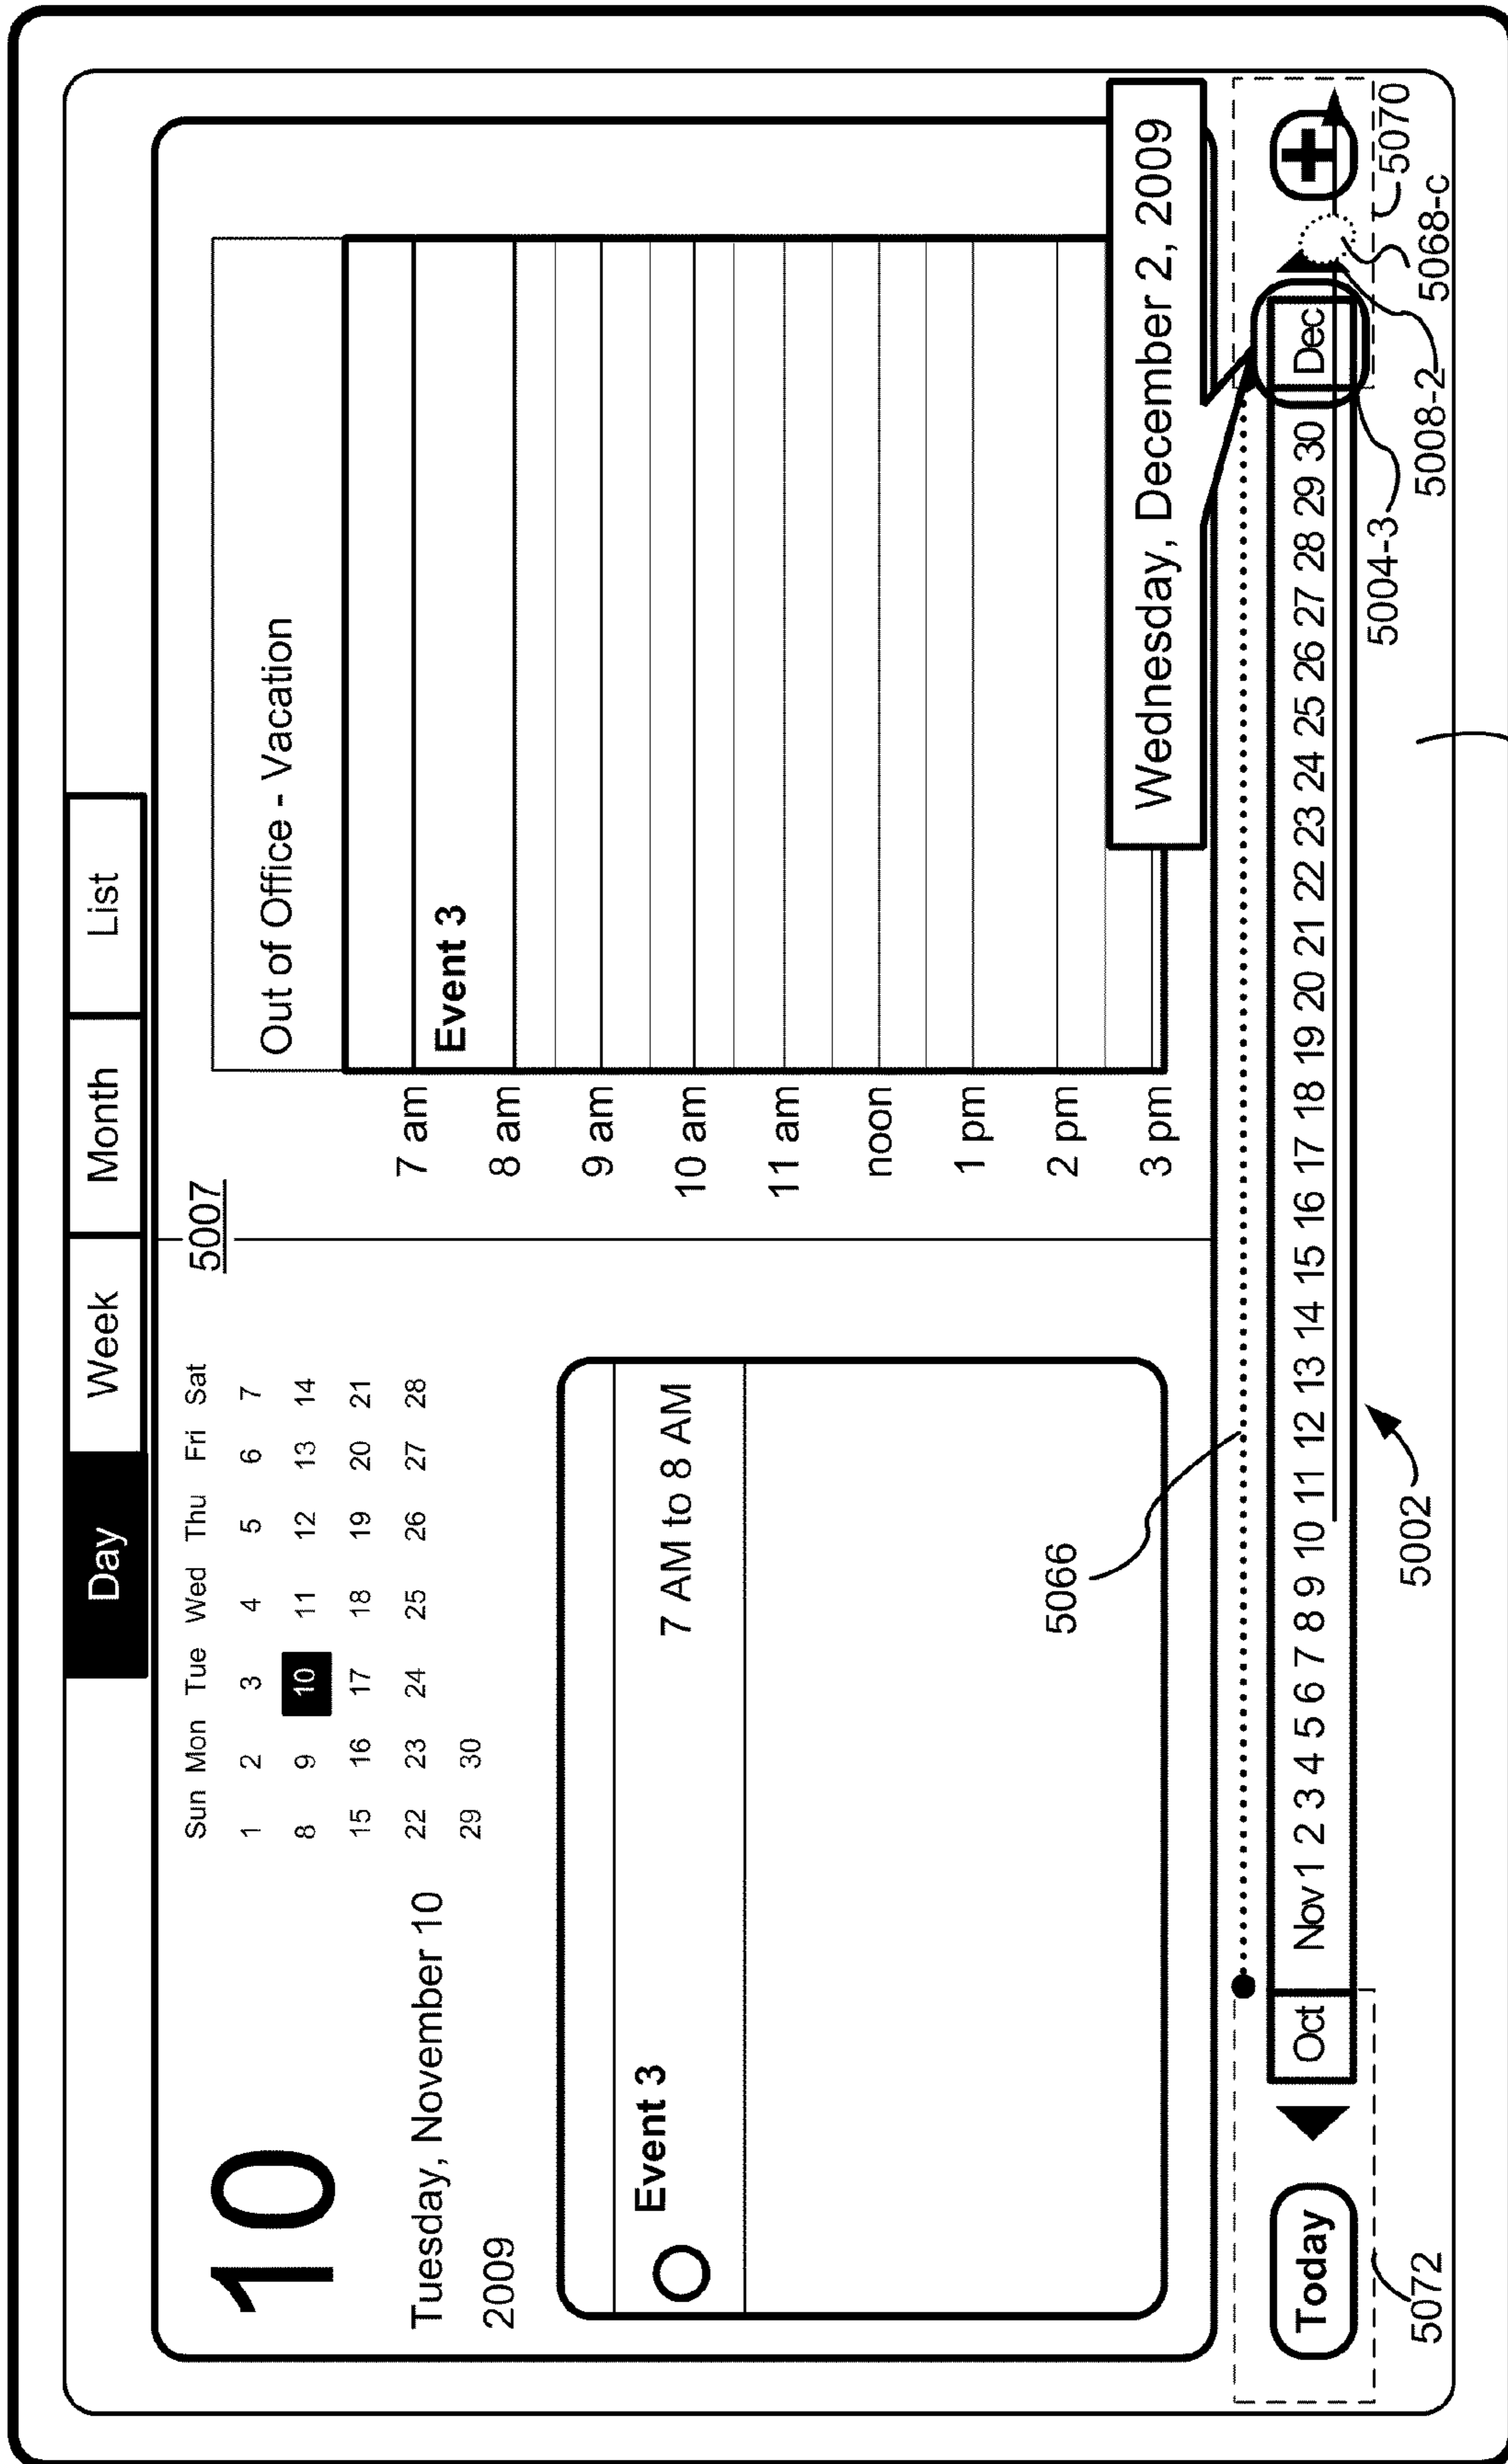 Day Week Month List
5007
10
Tuesday, November 10
2009
Sun Mon Tue Wed Thu Fri Sat
1 2 3 4 5 6 7
8 9 10 11 12 13 14
15 16 17 18 19 20 21
22 23 24 25 26 27 28
29 30
Event 3
7 AM to 8 AM
Out of Office - Vacation
7 am
Event 3
8 am
9 am
10 am
11 am
noon
1 pm
2 pm
3 pm
Wednesday, December 2, 2009
5066
Today Oct Nov 1 2 3 4 5 6 7 8 9 10 11 12 13 14 15 16 17 18 19 20 21 22 23 24 25 26 27 28 29 30 Dec +
5072
5002
5004-3
5008-2
5068-c
5070